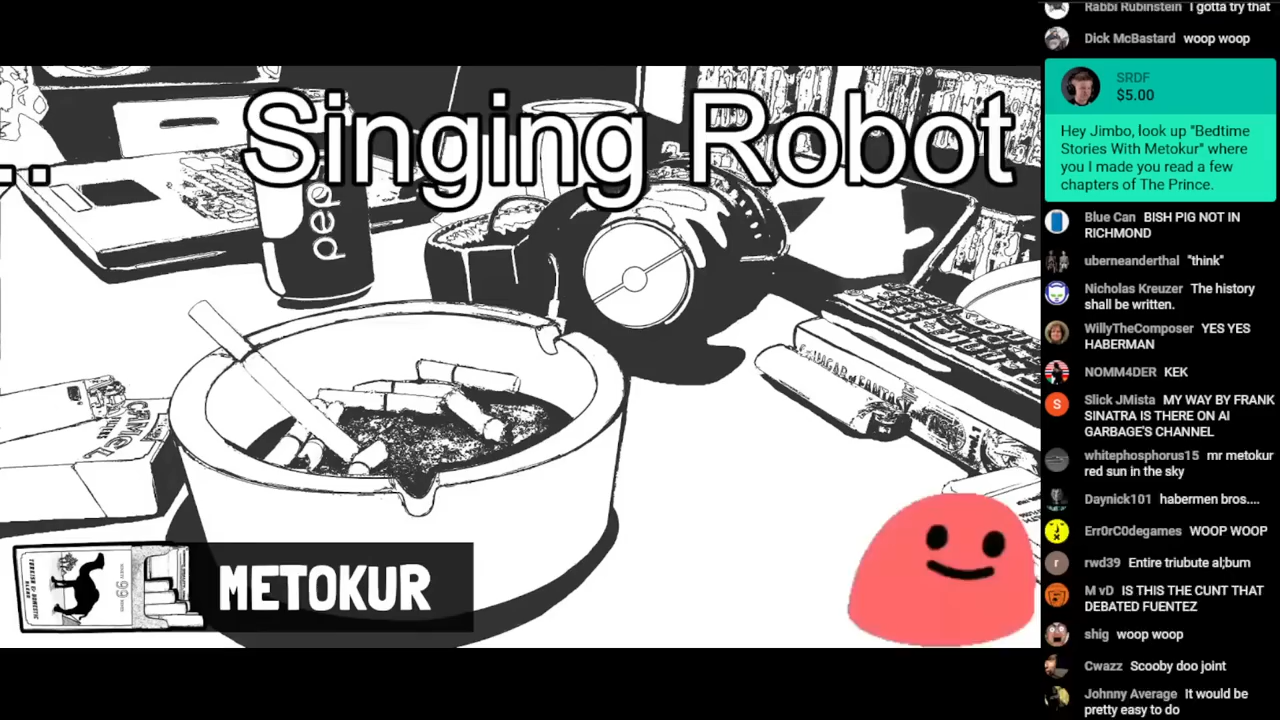 .. Singing Robot
pep
CAMEL
METOKUR
Rabbi Rubinstein I gotta try that
Dick McBastard woop woop
SRDF
$5.00
Hey Jimbo, look up "Bedtime
Stories With Metokur" where
you I made you read a few
chapters of The Prince.
Blue Can BISH PIG NOT IN
RICHMOND
uberneanderthal "think"
Nicholas Kreuzer The history
shall be written.
WillyTheComposer YES YES
HABERMAN
NOMM4DER KEK
S
Slick JMista MY WAY BY FRANK
SINATRA IS THERE ON AI
GARBAGE'S CHANNEL
whitephosphorus15 mr metokur
red sun in the sky
Daynick101 habermen bros....
Err0rC0degames WOOP WOOP
r
rwd39 Entire triubute al;bum
M vD IS THIS THE CUNT THAT
DEBATED FUENTEZ
shig woop woop
Cwazz Scooby doo joint
Johnny Average It would be
pretty easy to do